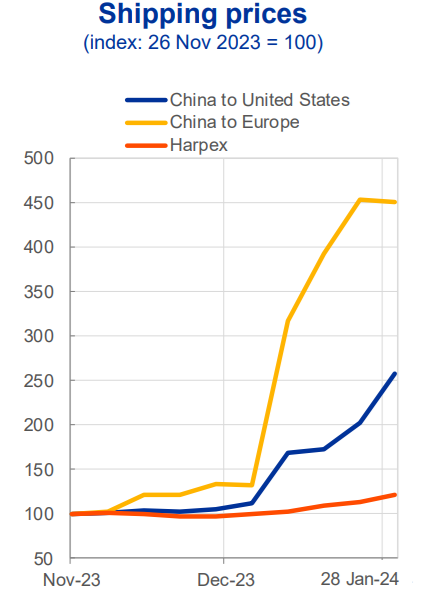 Shipping prices
(index: 26 Nov 2023 = 100)
China to United States
China to Europe
Harpex
500
450
400
350
300
250
200
150
100
50
Nov-23 Dec-23 28 Jan-24